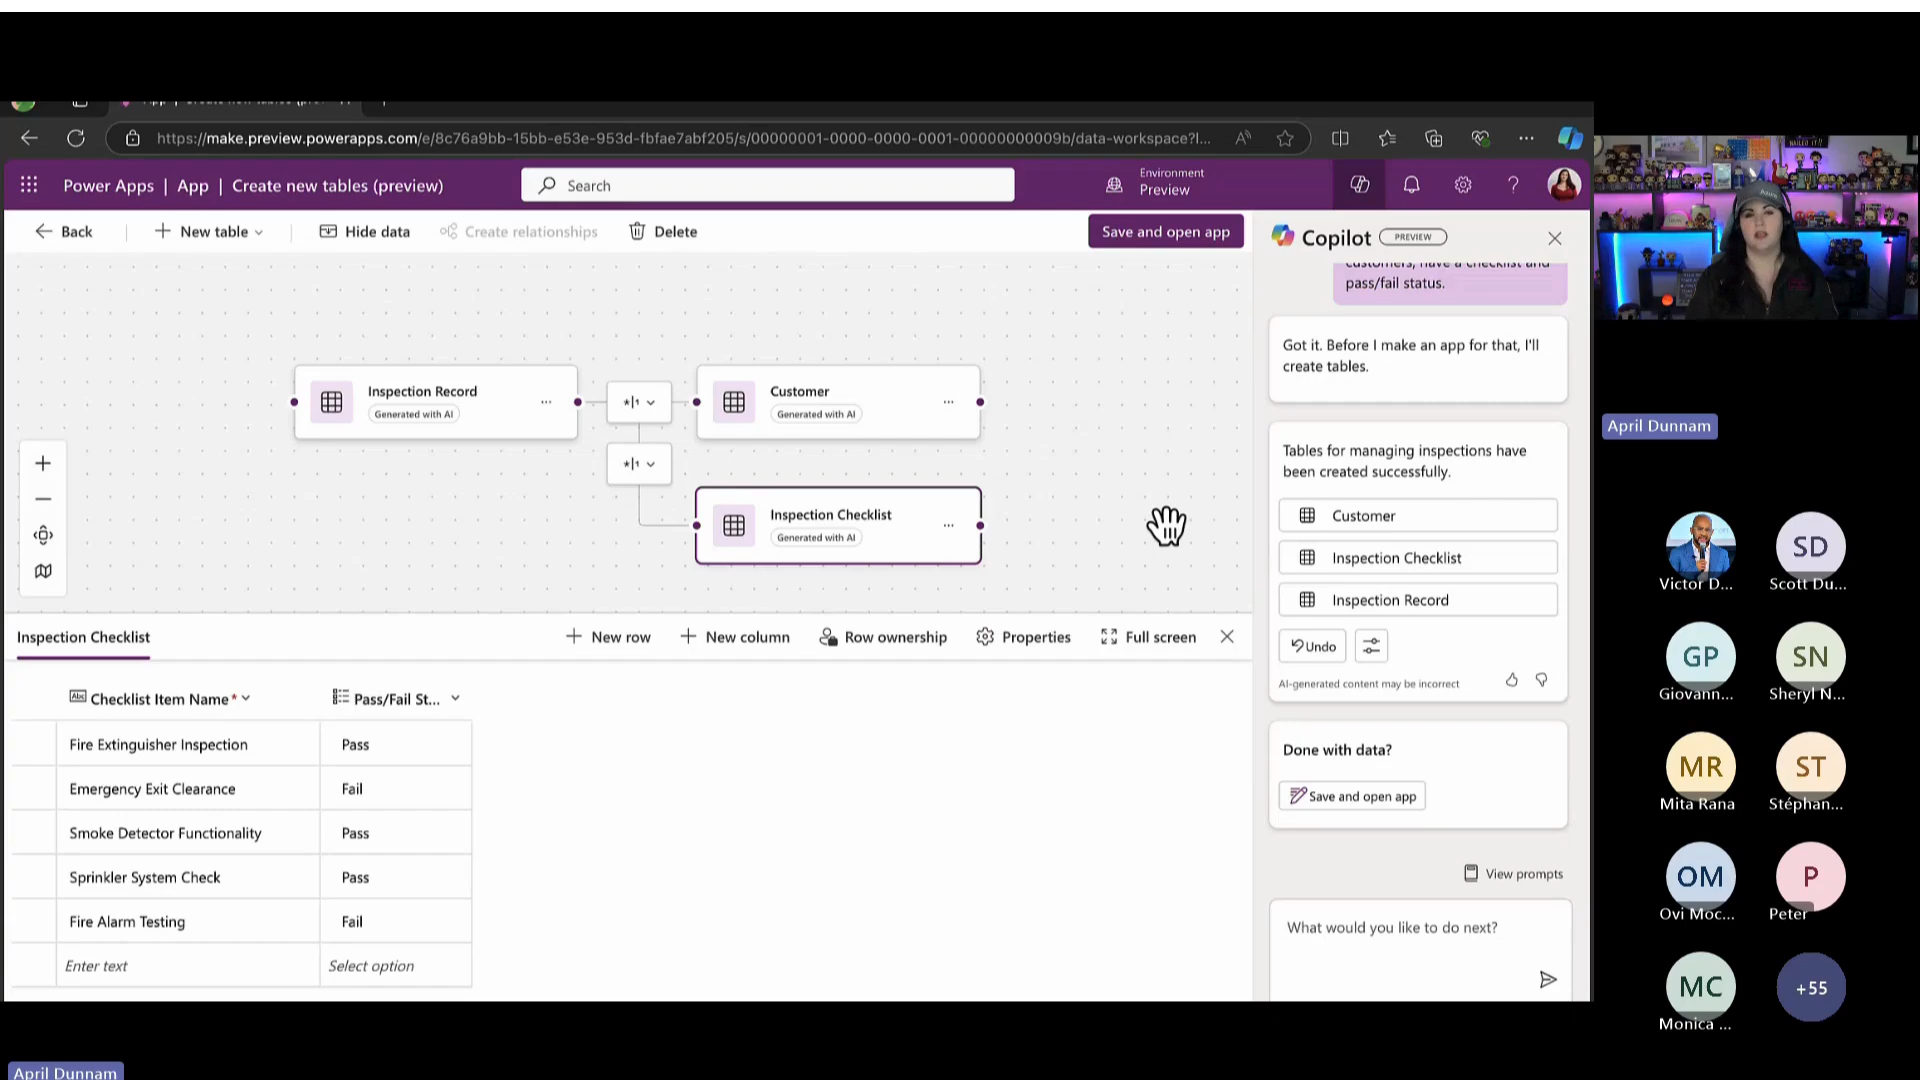 https://make.preview.powerapps.com/e/8c76a9bb-15bb-e53e-953d-fbfae7abf205/s/00000001-0000-0000-0001-00000000009b/data-workspace?l...
Power Apps | App | Create new tables (preview)
Search
Environment
Preview
Back
New table
Hide data
Create relationships
Delete
Save and open app
Inspection Record
Generated with AI
Customer
Generated with AI
Inspection Checklist
Generated with AI
Inspection Checklist
New row
New column
Row ownership
Properties
Full screen
Checklist Item Name *
Pass/Fail St...
Fire Extinguisher Inspection
Pass
Emergency Exit Clearance
Fail
Smoke Detector Functionality
Pass
Sprinkler System Check
Pass
Fire Alarm Testing
Fail
Enter text
Select option
Copilot
PREVIEW
customers, have a checklist and
pass/fail status.
Got it. Before I make an app for that, I'll
create tables.
Tables for managing inspections have
been created successfully.
Customer
Inspection Checklist
Inspection Record
Undo
AI-generated content may be incorrect
Done with data?
Save and open app
View prompts
What would you like to do next?
April Dunnam
Victor D...
SD
Scott Du...
GP
Giovann...
SN
Sheryl N...
MR
Mita Rana
ST
Stéphan...
OM
Ovi Moc...
P
Peter
MC
Monica ...
+55
April Dunnam